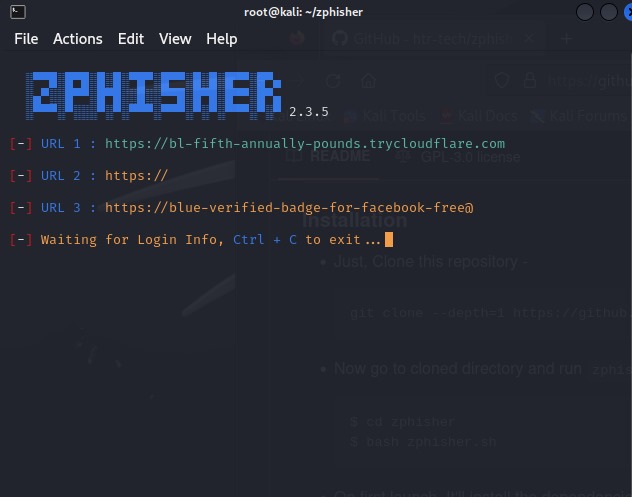 root@kali: ~/zphisher
File Actions Edit View Help
GitHub - htr-tech/zphish
https://githu
Kali Tools Kali Docs Kali Forums
ZPHISHER
2.3.5
[-] URL 1 : https://bl-fifth-annually-pounds.trycloudflare.com
README GPL-3.0 license
[-] URL 2 : https://
[-] URL 3 : https://blue-verified-badge-for-facebook-free@
Installation
[-] Waiting for Login Info, Ctrl + C to exit...
Just, Clone this repository -
git clone --depth=1 https://github.
Now go to cloned directory and run zphis
$ cd zphisher
$ bash zphisher.sh